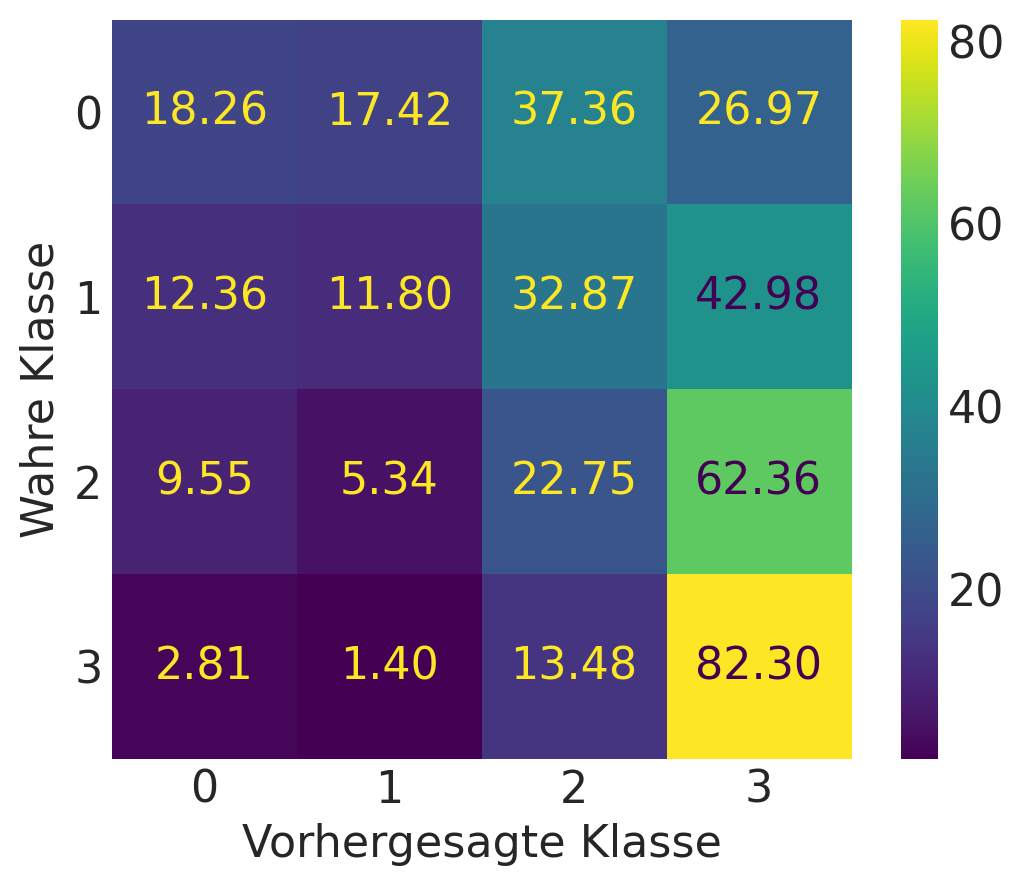 0 18.26 17.42 37.36 26.97 80
1 12.36 11.80 32.87 42.98 60
2 9.55 5.34 22.75 62.36 40
3 2.81 1.40 13.48 82.30 20
0 1 2 3
Vorhergesagte Klasse
Wahre Klasse